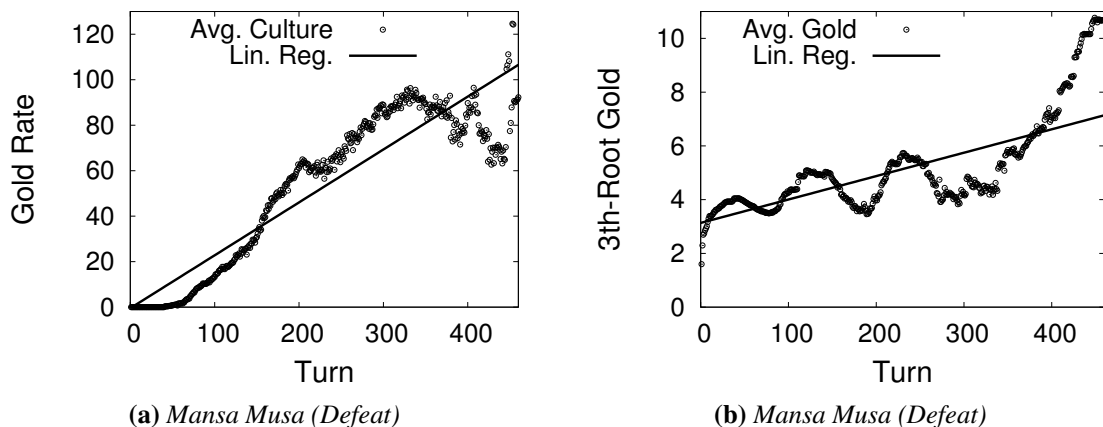 Avg. Culture
Lin. Reg.
Gold Rate
120
100
80
60
40
20
0
0 100 200 300 400
Turn
(a) Mansa Musa (Defeat)
Avg. Gold
Lin. Reg.
3th-Root Gold
10
8
6
4
2
0
0 100 200 300 400
Turn
(b) Mansa Musa (Defeat)